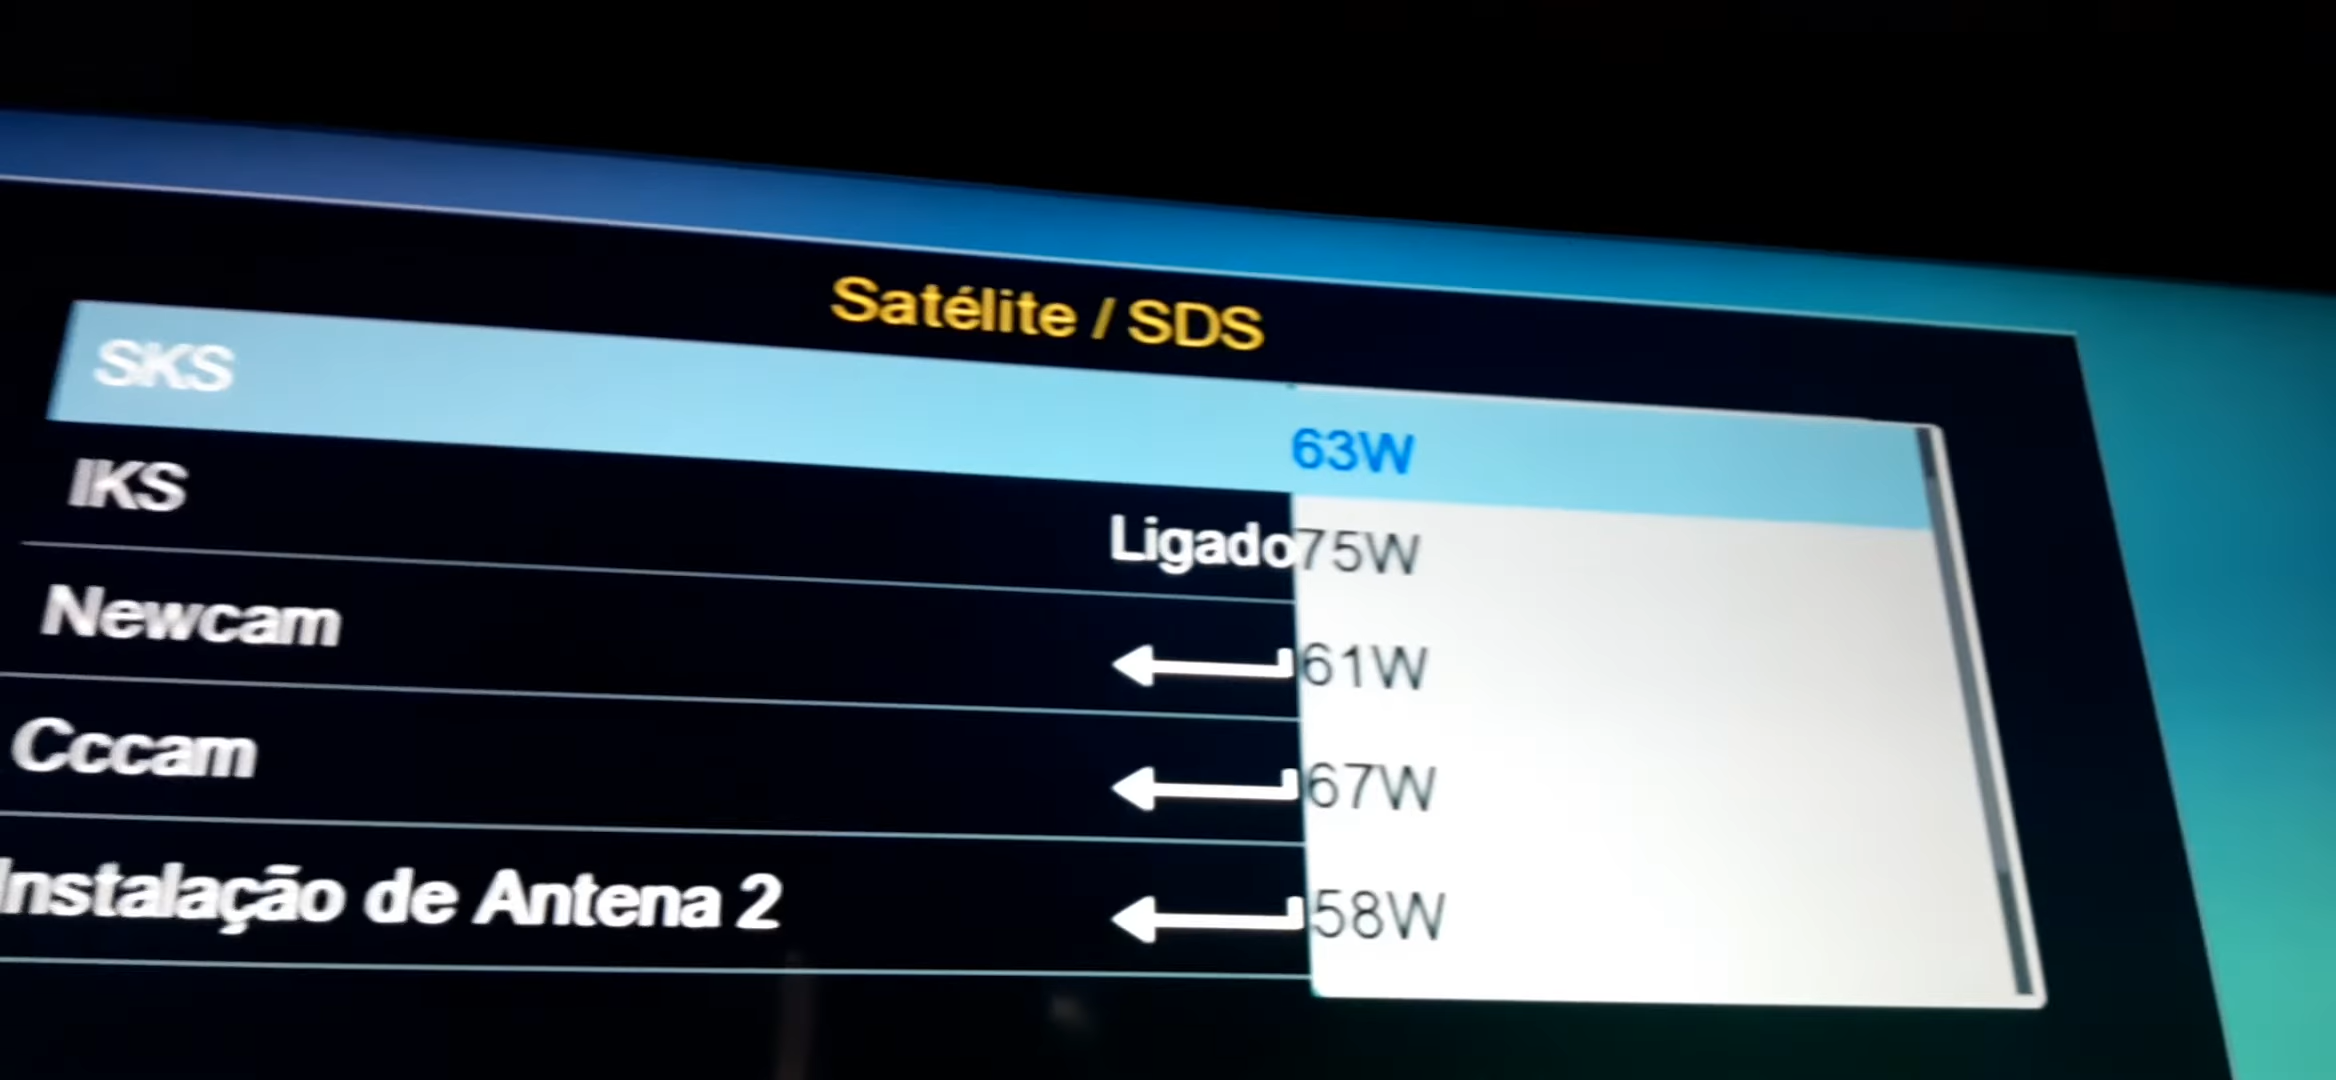 Satélite / SDS
SKS 63W
IKS Ligado 75W
Newcam 61W
Cccam 67W
Instalação de Antena 2 58W